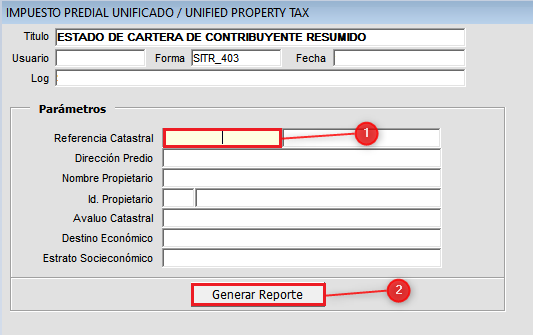 IMPUESTO PREDIAL UNIFICADO / UNIFIED PROPERTY TAX
Titulo ESTADO DE CARTERA DE CONTRIBUYENTE RESUMIDO
Usuario Forma SITR_403 Fecha
Log
Parámetros
Referencia Catastral 1
Dirección Predio
Nombre Propietario
Id. Propietario
Avaluo Catastral
Destino Económico
Estrato Socieconómico
Generar Reporte 2